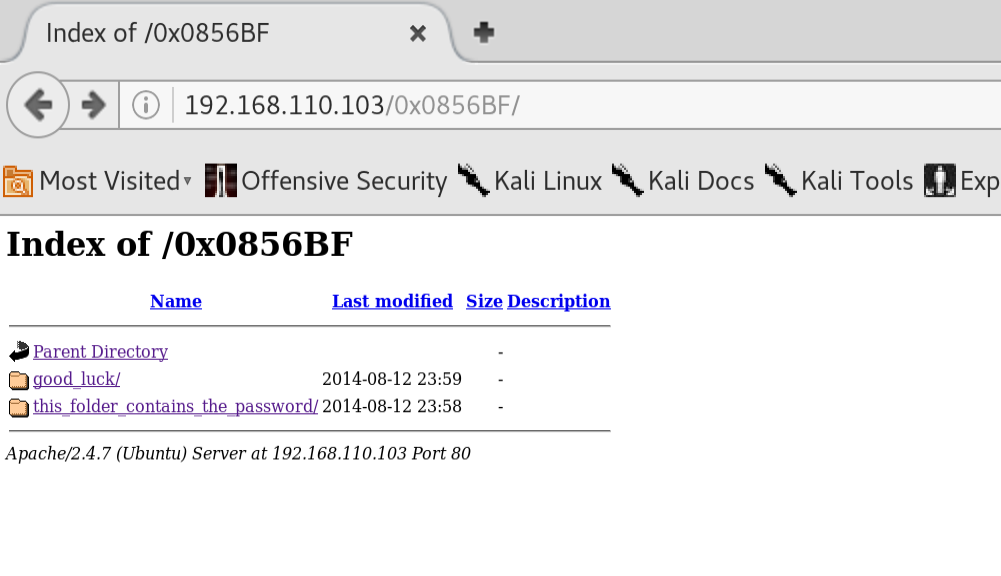 Index of /0x0856BF
192.168.110.103/0x0856BF/
Most Visited Offensive Security Kali Linux Kali Docs Kali Tools Exp
Index of /0x0856BF
Name Last modified Size Description
Parent Directory -
good_luck/ 2014-08-12 23:59 -
this_folder_contains_the_password/ 2014-08-12 23:58 -
Apache/2.4.7 (Ubuntu) Server at 192.168.110.103 Port 80